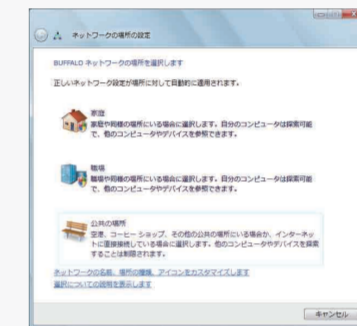 ネットワークの場所の設定
BUFFALO ネットワークの場所を選択します
正しいネットワーク設定が場所に対して自動的に適用されます。
家庭
家庭や同様の場所にいる場合に選択します。自分のコンピュータは探索可能
で、他のコンピュータやデバイスを参照できます。
職場
職場や同様の場所にいる場合に選択します。自分のコンピュータは探索可能
で、他のコンピュータやデバイスを参照できます。
公共の場所
空港、コーヒー ショップ、その他の公共の場所にいる場合か、インターネッ
トに直接接続している場合に選択します。他のコンピュータやデバイスを探索
することは制限されます。
ネットワークの名前、場所の種類、アイコンをカスタマイズします
選択についての説明を表示します
キャンセル